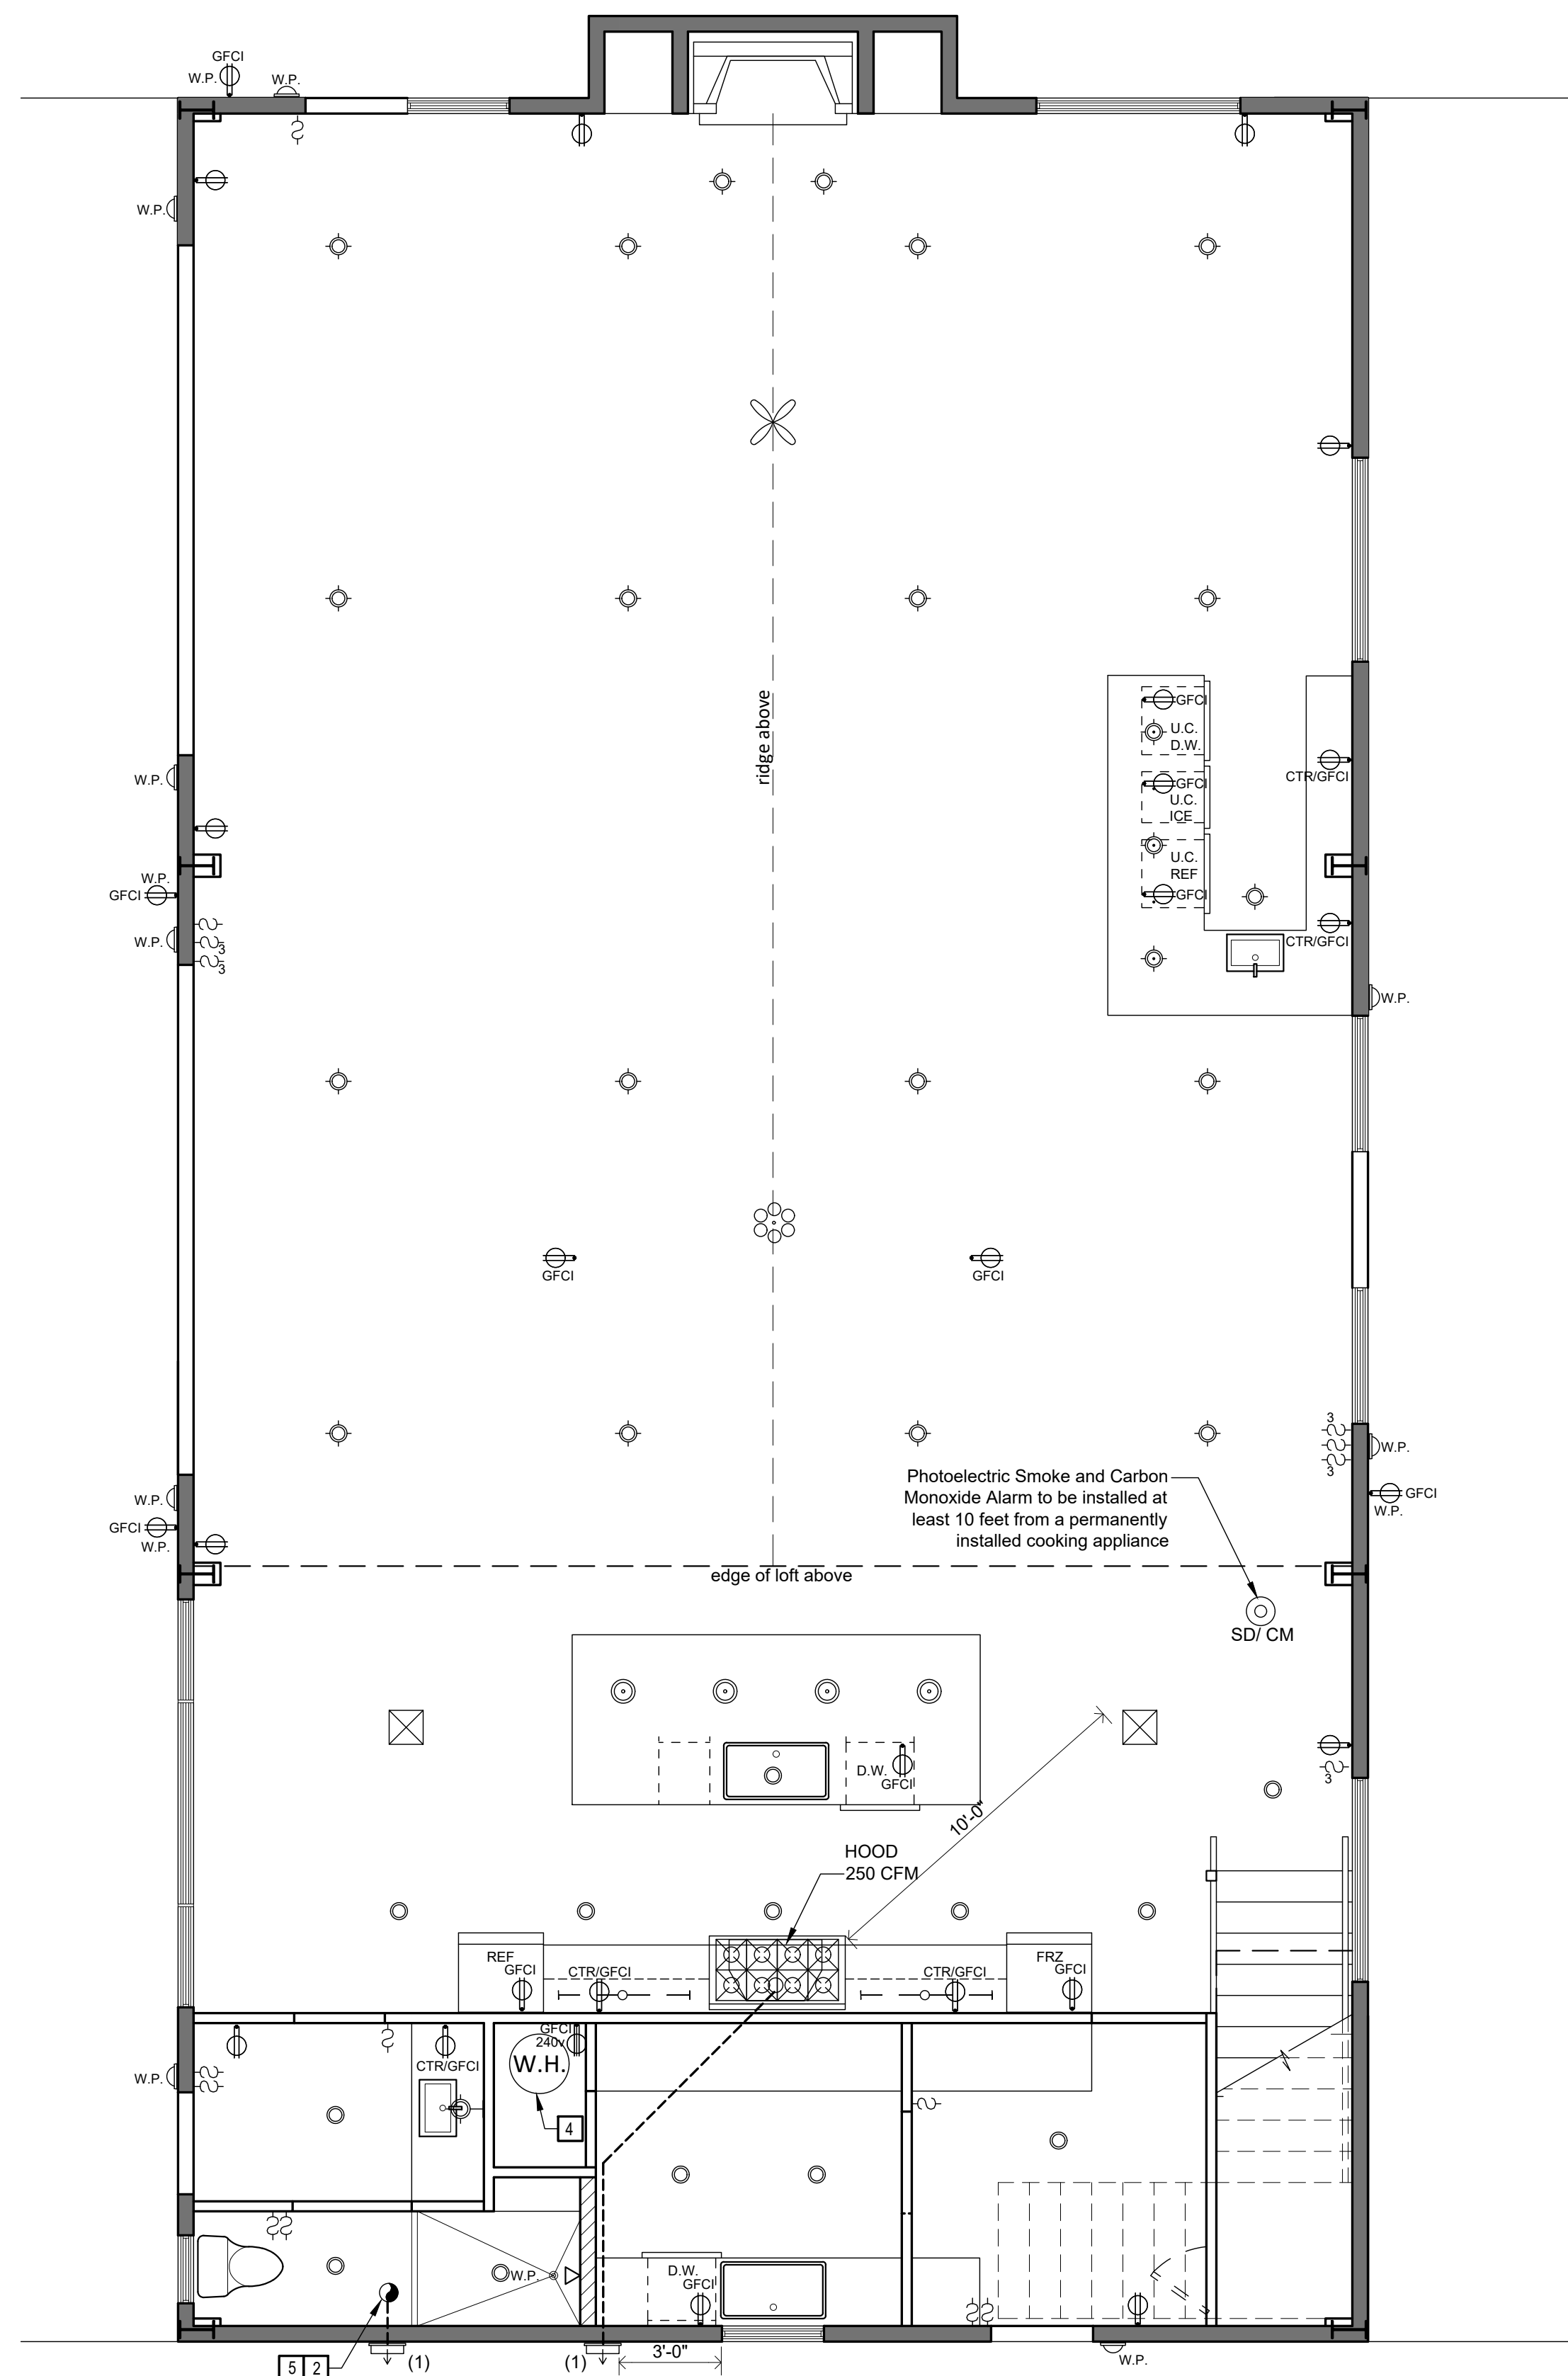 GFCI
W.P.
W.P.
W.P.
ridge above
GFCI
U.C.
D.W.
GFCI
U.C.
ICE
U.C.
REF
GFCI
CTR/GFCI
CTR/GFCI
W.P.
W.P.
GFCI
W.P.
3
3
W.P.
GFCI
GFCI
3
3
W.P.
GFCI
W.P.
Photoelectric Smoke and Carbon
Monoxide Alarm to be installed at
least 10 feet from a permanently
installed cooking appliance
W.P.
GFCI
W.P.
edge of loft above
SD/ CM
D.W.
GFCI
3
10'-0"
HOOD
250 CFM
REF
GFCI
CTR/GFCI
CTR/GFCI
FRZ
GFCI
GFCI
240v
W.H.
CTR/GFCI
W.P.
4
W.P.
D.W.
GFCI
5 2
(1)
(1)
3'-0"
W.P.